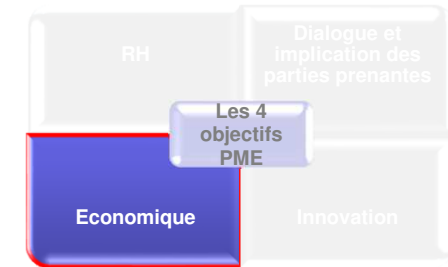 RH
Dialogue et
implication des
parties prenantes
Les 4
objectifs
PME
Economique
Innovation